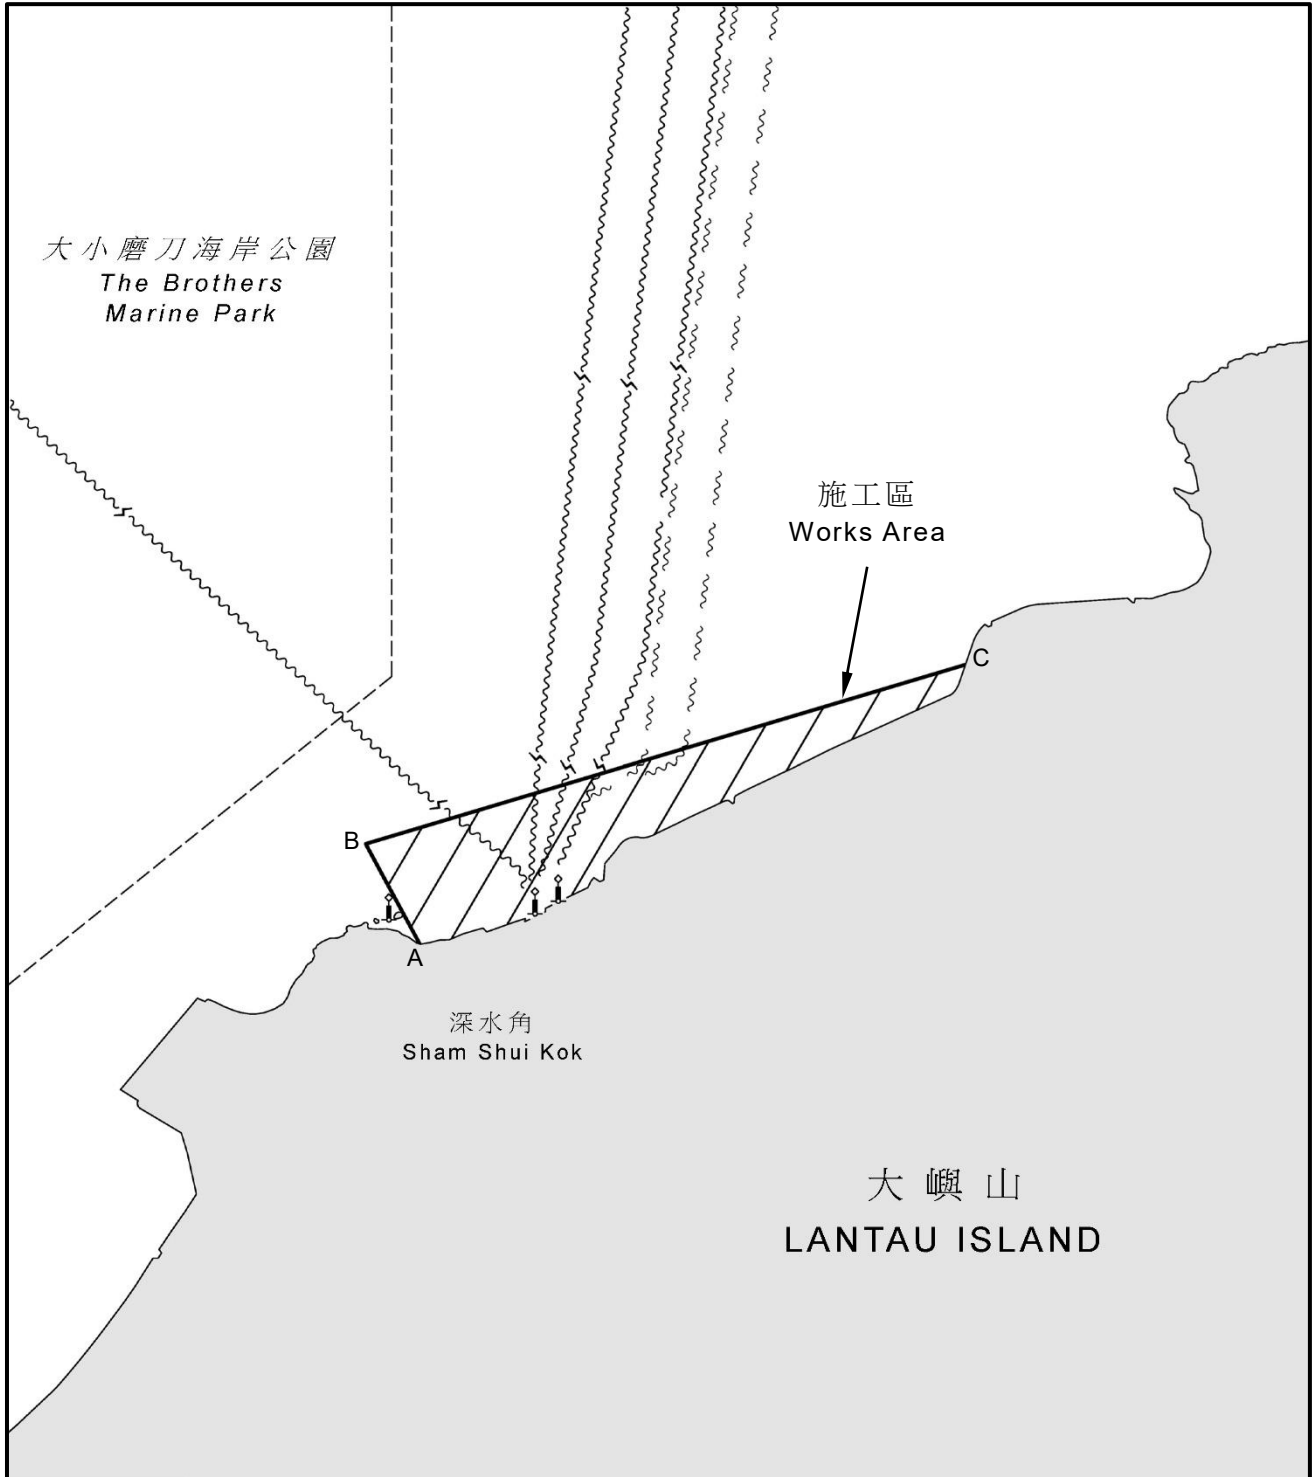 大小磨刀海岸公園
The Brothers
Marine Park
施工區
Works Area
C
B
A
深水角
Sham Shui Kok
大嶼山
LANTAU ISLAND